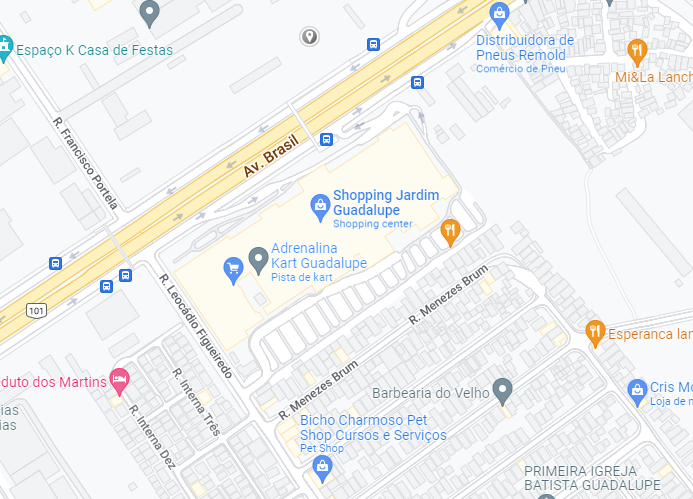 Espaço K Casa de Festas
Distribuidora de
Pneus Remold
Comércio de Pneu
Mi&La Lanch
R. Francisco Portela
Av. Brasil
Shopping Jardim
Guadalupe
Shopping center
Adrenalina
Kart Guadalupe
Pista de kart
R. Leocádio Figueiredo
R. Menezes Brum
101
Esperanca lan
duto dos Martins
R. Interna Três
R. Interna Dez
R. Menezes Brum
Barbearia do Velho
Cris Mo
Loja de m
ias
ias
Bicho Charmoso Pet
Shop Cursos e Serviços
Pet Shop
PRIMEIRA IGREJA
BATISTA GUADALUPE